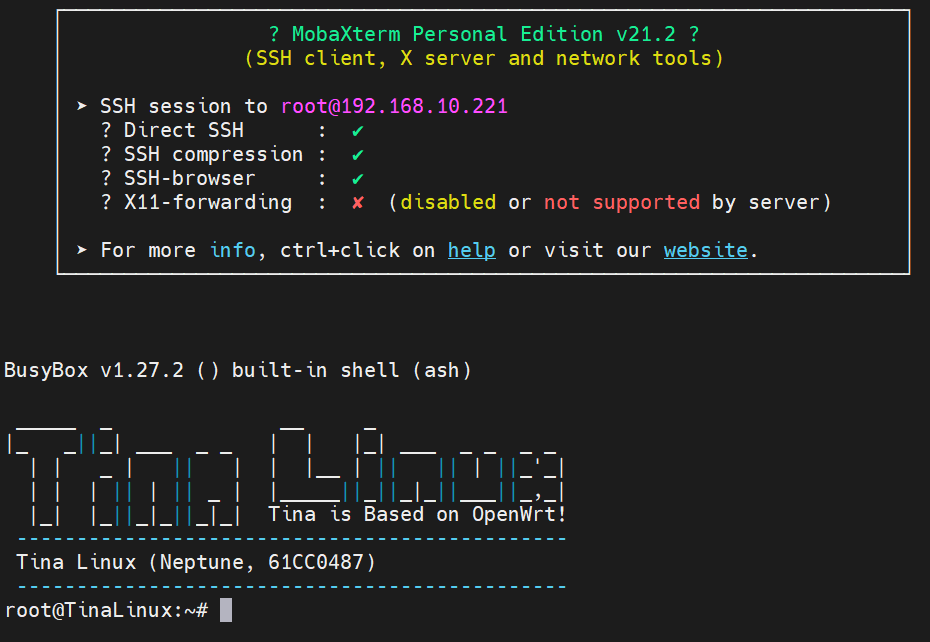 ? MobaXterm Personal Edition v21.2 ?
(SSH client, X server and network tools)
➤ SSH session to root@192.168.10.221
? Direct SSH : ✔
? SSH compression : ✔
? SSH-browser : ✔
? X11-forwarding : ✘ (disabled or not supported by server)
➤ For more info, ctrl+click on help or visit our website.
BusyBox v1.27.2 () built-in shell (ash)
Tina Linux
Tina is Based on OpenWrt!
----------------------------------------------
Tina Linux (Neptune, 61CC0487)
----------------------------------------------
root@TinaLinux:~#